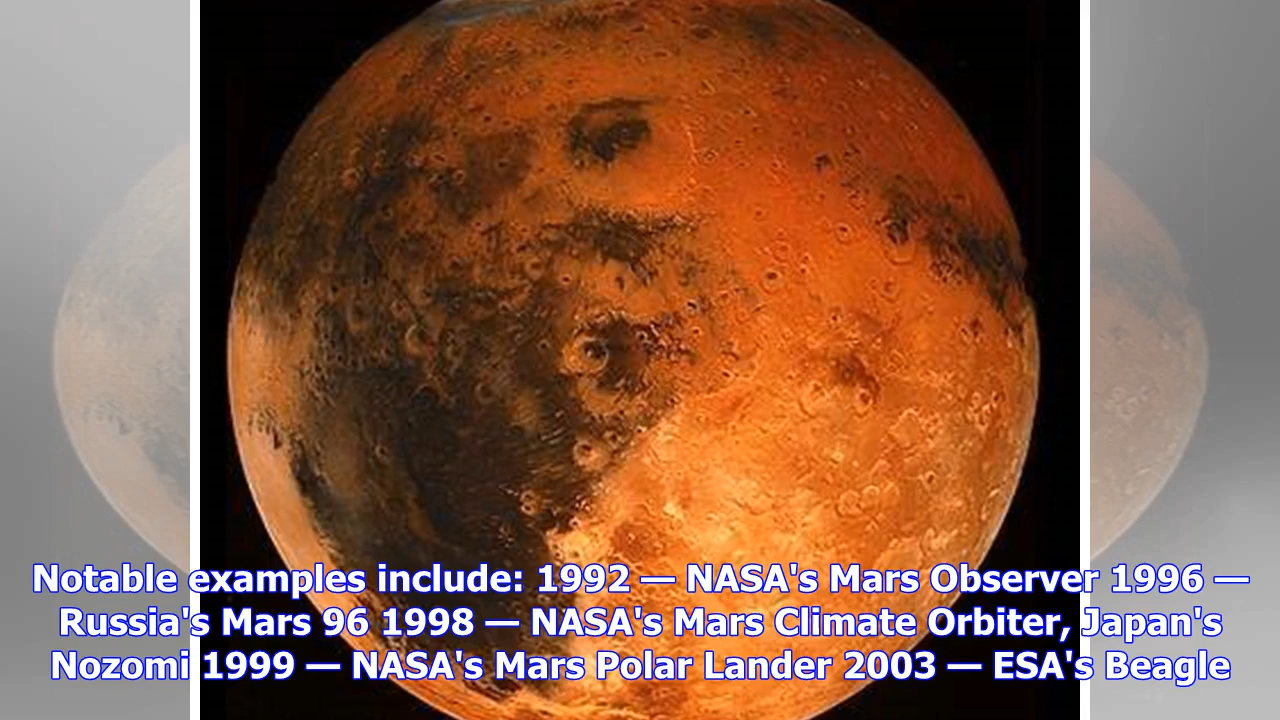 Notable examples include: 1992 — NASA's Mars Observer 1996 —
Russia's Mars 96 1998 — NASA's Mars Climate Orbiter, Japan's
Nozomi 1999 — NASA's Mars Polar Lander 2003 — ESA's Beagle